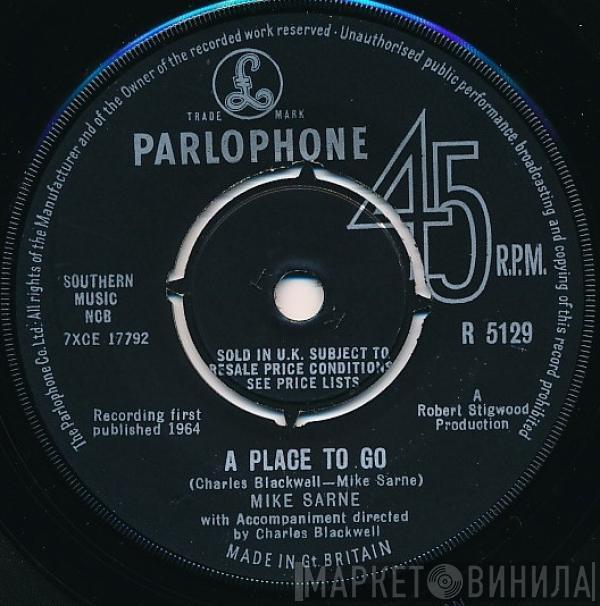 The Parlophone Co. Ltd. All rights of the Manufacturer and of the Owner of the recorded work reserved - Unauthorised public performance, broadcasting and copying of this record prohibited
£
TRADE MARK
PARLOPHONE
45
R.P.M.
SOUTHERN
MUSIC
NCB
7XCE 17792
R 5129
SOLD IN U.K. SUBJECT TO
RESALE PRICE CONDITIONS
SEE PRICE LISTS
Recording first
published 1964
A
Robert Stigwood
Production
A PLACE TO GO
(Charles Blackwell—Mike Sarne)
MIKE SARNE
with Accompaniment directed
by Charles Blackwell
MADE IN Gt. BRITAIN
МАРКЕТ ВИНИЛА